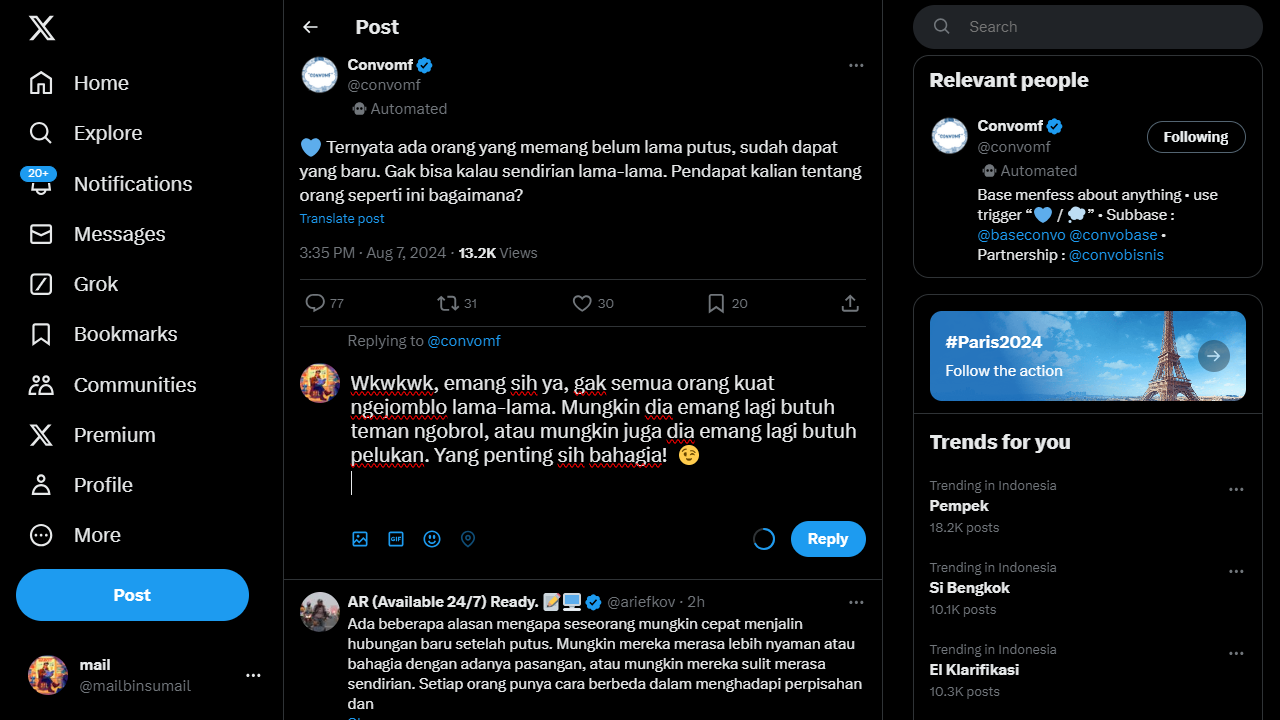 Home
Explore
20+
Notifications
Messages
Grok
Bookmarks
Communities
Premium
Profile
More
Post
mail
@mailbinsumail
Post
Convomf
@convomf
Automated
💙 Ternyata ada orang yang memang belum lama putus, sudah dapat
yang baru. Gak bisa kalau sendirian lama-lama. Pendapat kalian tentang
orang seperti ini bagaimana?
Translate post
3:35 PM · Aug 7, 2024 · 13.2K Views
77
31
30
20
Replying to @convomf
Wkwkwk, emang sih ya, gak semua orang kuat
ngejomblo lama-lama. Mungkin dia emang lagi butuh
teman ngobrol, atau mungkin juga dia emang lagi butuh
pelukan. Yang penting sih bahagia! 😉
GIF
Reply
AR (Available 24/7) Ready. 📝🖥️ @ariefkov · 2h
Ada beberapa alasan mengapa seseorang mungkin cepat menjalin
hubungan baru setelah putus. Mungkin mereka merasa lebih nyaman atau
bahagia dengan adanya pasangan, atau mungkin mereka sulit merasa
sendirian. Setiap orang punya cara berbeda dalam menghadapi perpisahan
dan
Search
Relevant people
Convomf
@convomf
Following
Automated
Base menfess about anything • use
trigger “💙 / 💭” • Subbase :
@baseconvo @convobase •
Partnership : @convobisnis
#Paris2024
Follow the action
Trends for you
Trending in Indonesia
Pempek
18.2K posts
Trending in Indonesia
Si Bengkok
10.1K posts
Trending in Indonesia
El Klarifikasi
10.3K posts